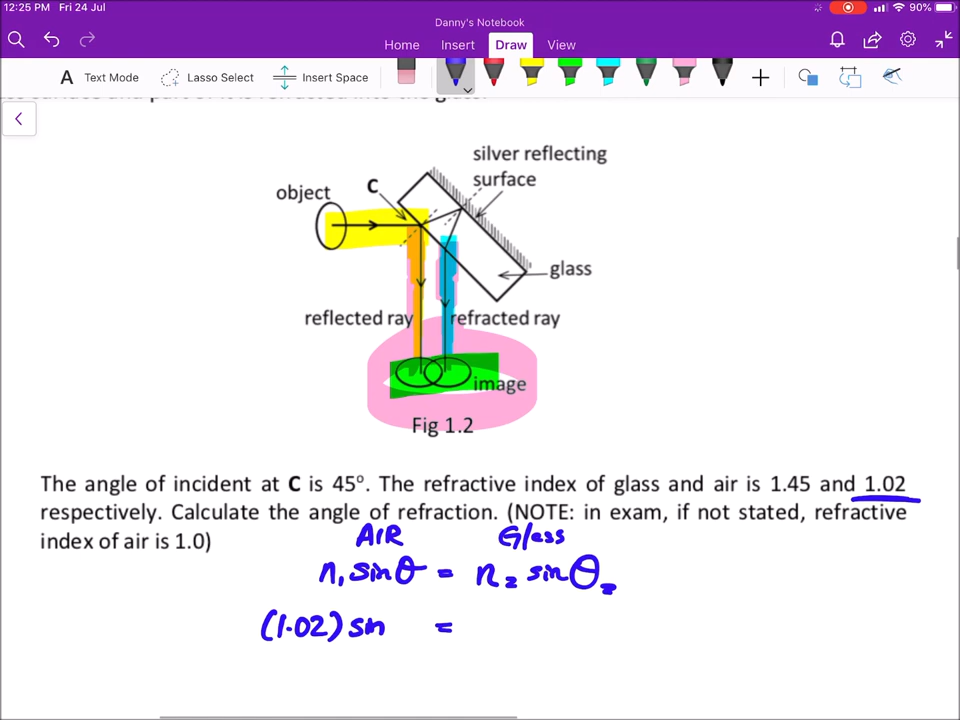 12:25 PM Fri 24 Jul
90%
Danny's Notebook
Home Insert Draw View
A Text Mode Lasso Select Insert Space
silver reflecting
surface
object
C
glass
reflected ray
refracted ray
image
Fig 1.2
The angle of incident at C is 45°. The refractive index of glass and air is 1.45 and 1.02
respectively. Calculate the angle of refraction. (NOTE: in exam, if not stated, refractive
index of air is 1.0)
AIR Glass
n₁ sinθ = n₂ sinθ₂
(1.02) sin =